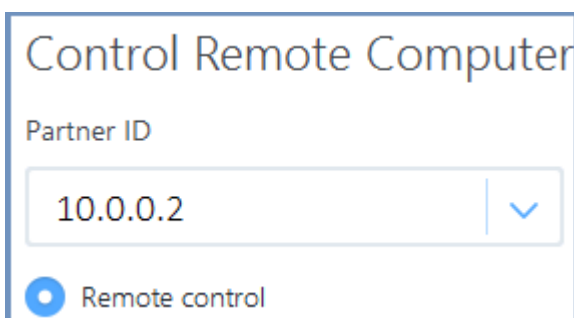 Control Remote Computer
Partner ID
10.0.0.2
Remote control